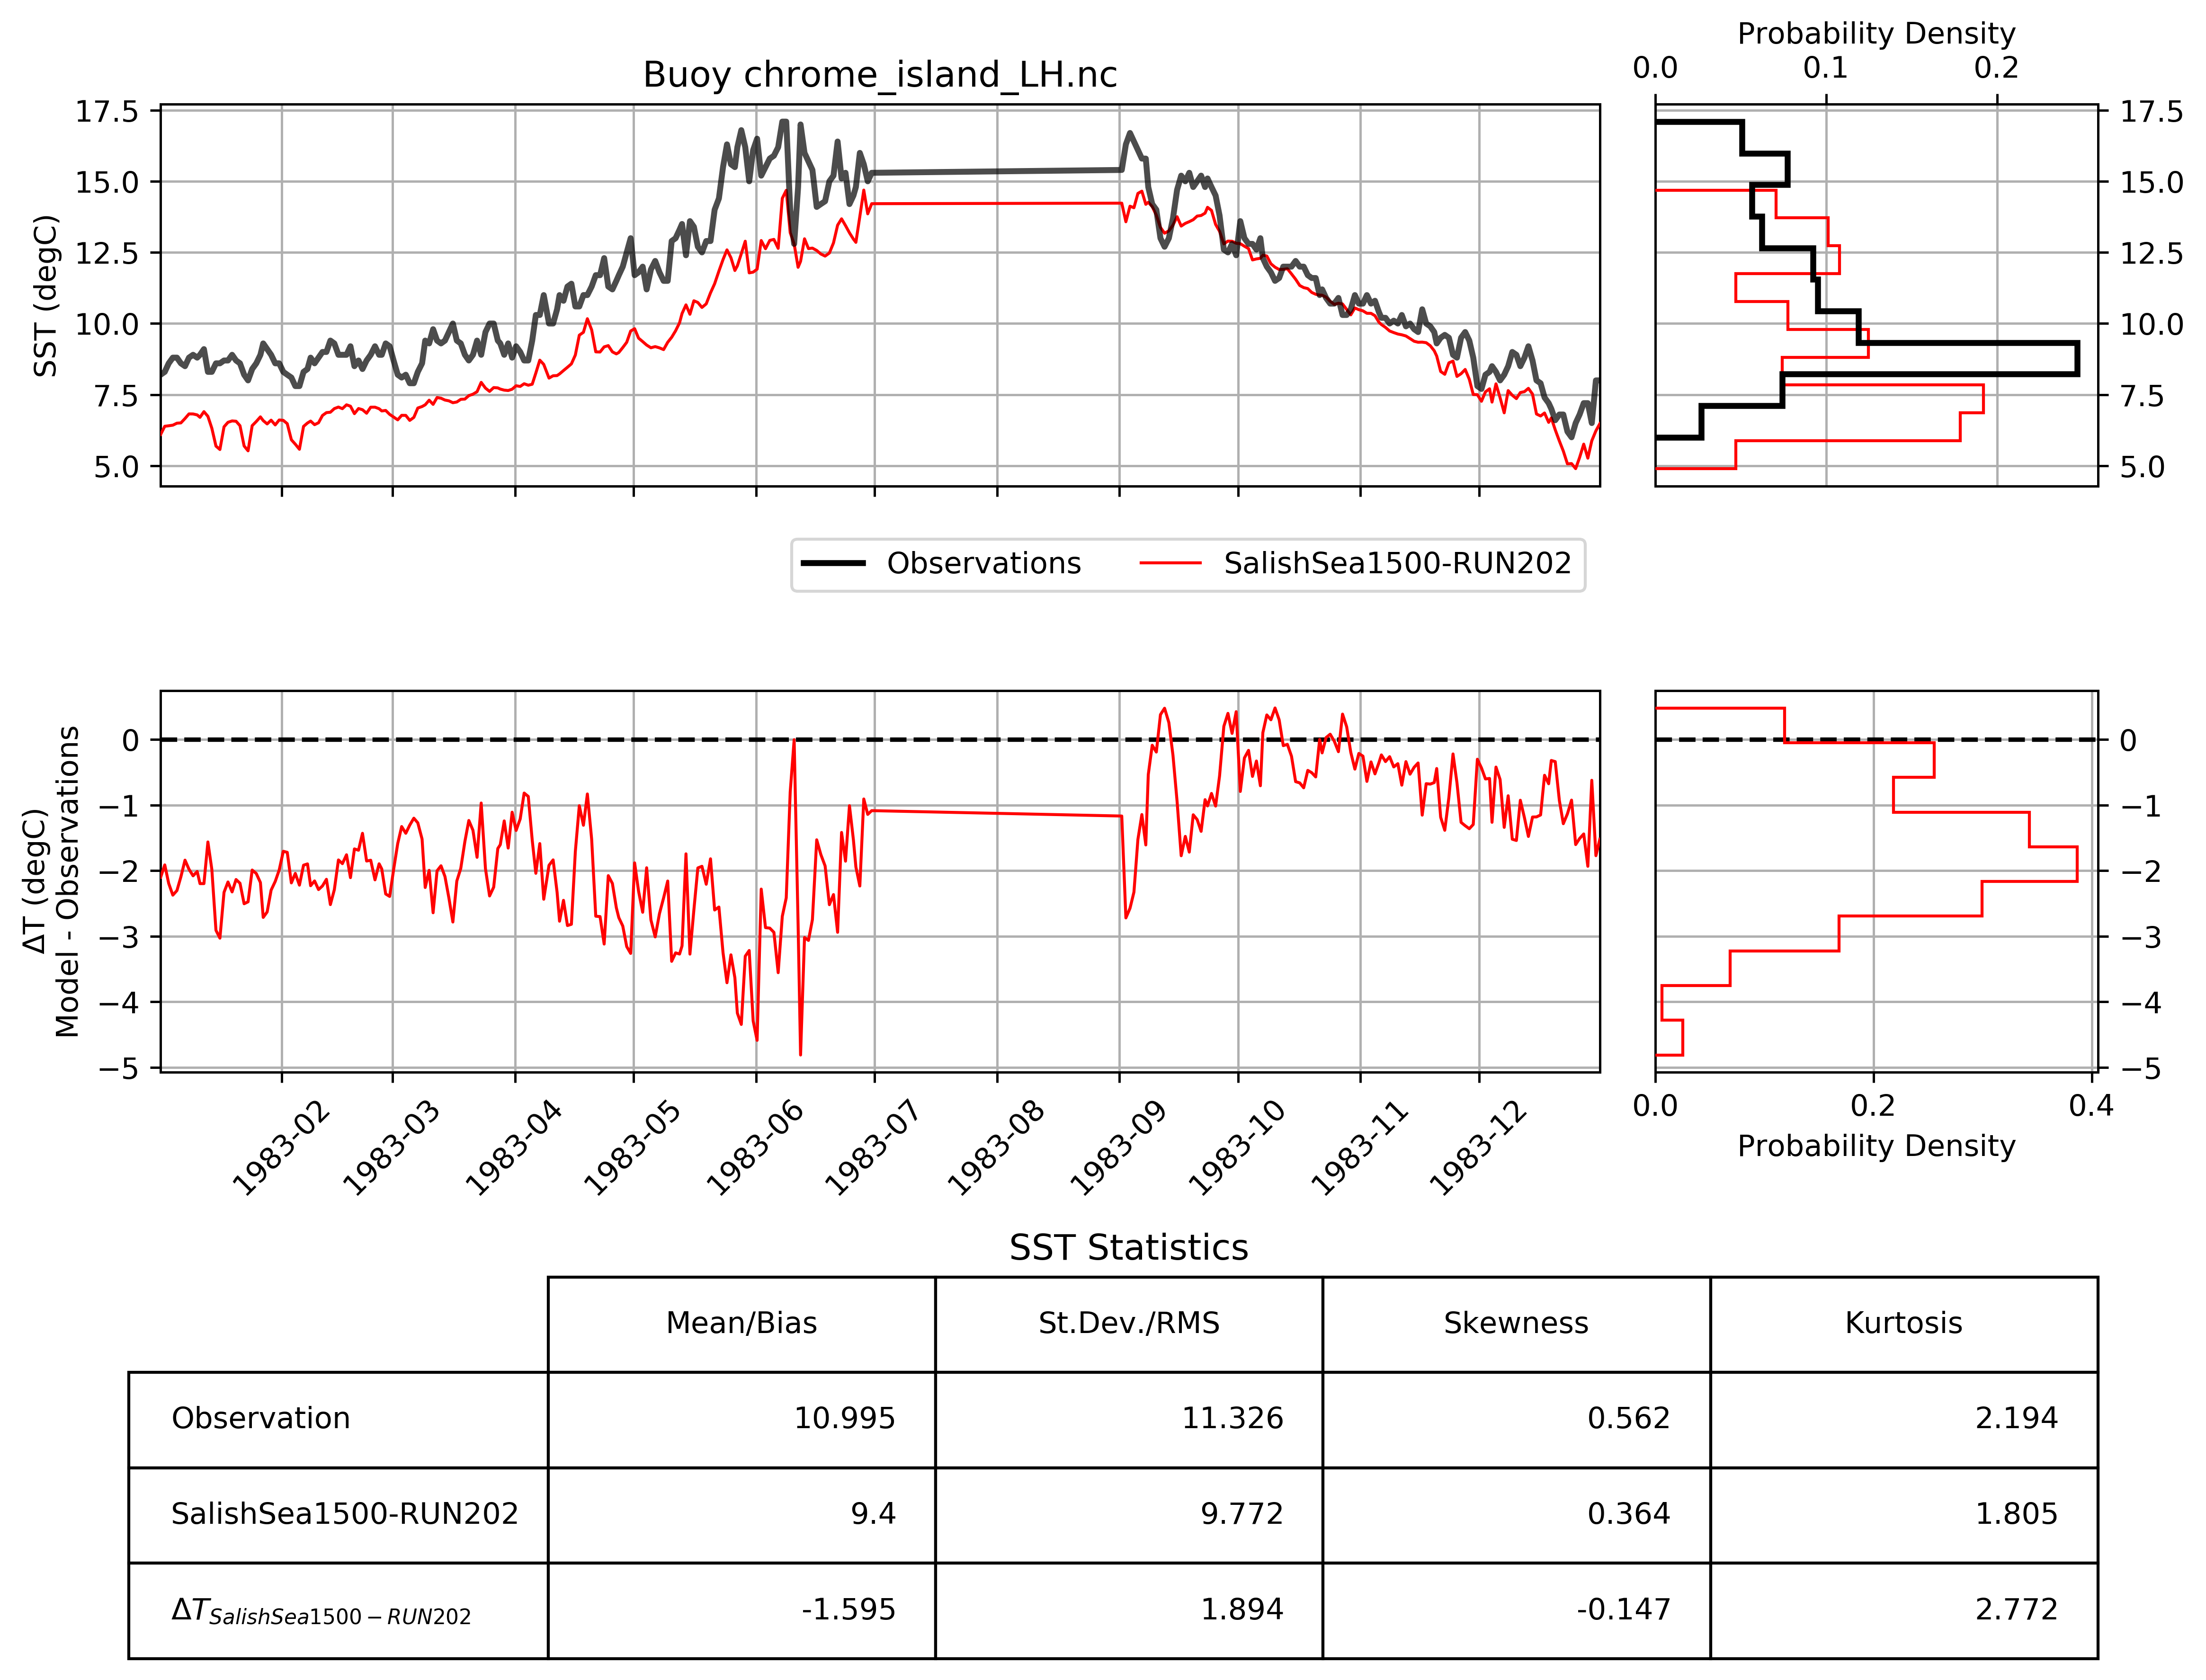 Probability Density
0.0 0.1 0.2
Buoy chrome_island_LH.nc
17.5
15.0
12.5
10.0
7.5
5.0
SST (degC)
17.5
15.0
12.5
10.0
7.5
5.0
Observations SalishSea1500-RUN202
0
−1
−2
−3
−4
−5
ΔT (degC)
Model - Observations
0
−1
−2
−3
−4
−5
1983-02 1983-03 1983-04 1983-05 1983-06 1983-07 1983-08 1983-09 1983-10 1983-11 1983-12
0.0 0.2 0.4
Probability Density
SST Statistics
Mean/Bias St.Dev./RMS Skewness Kurtosis
Observation 10.995 11.326 0.562 2.194
SalishSea1500-RUN202 9.4 9.772 0.364 1.805
ΔT SalishSea1500−RUN202 -1.595 1.894 -0.147 2.772